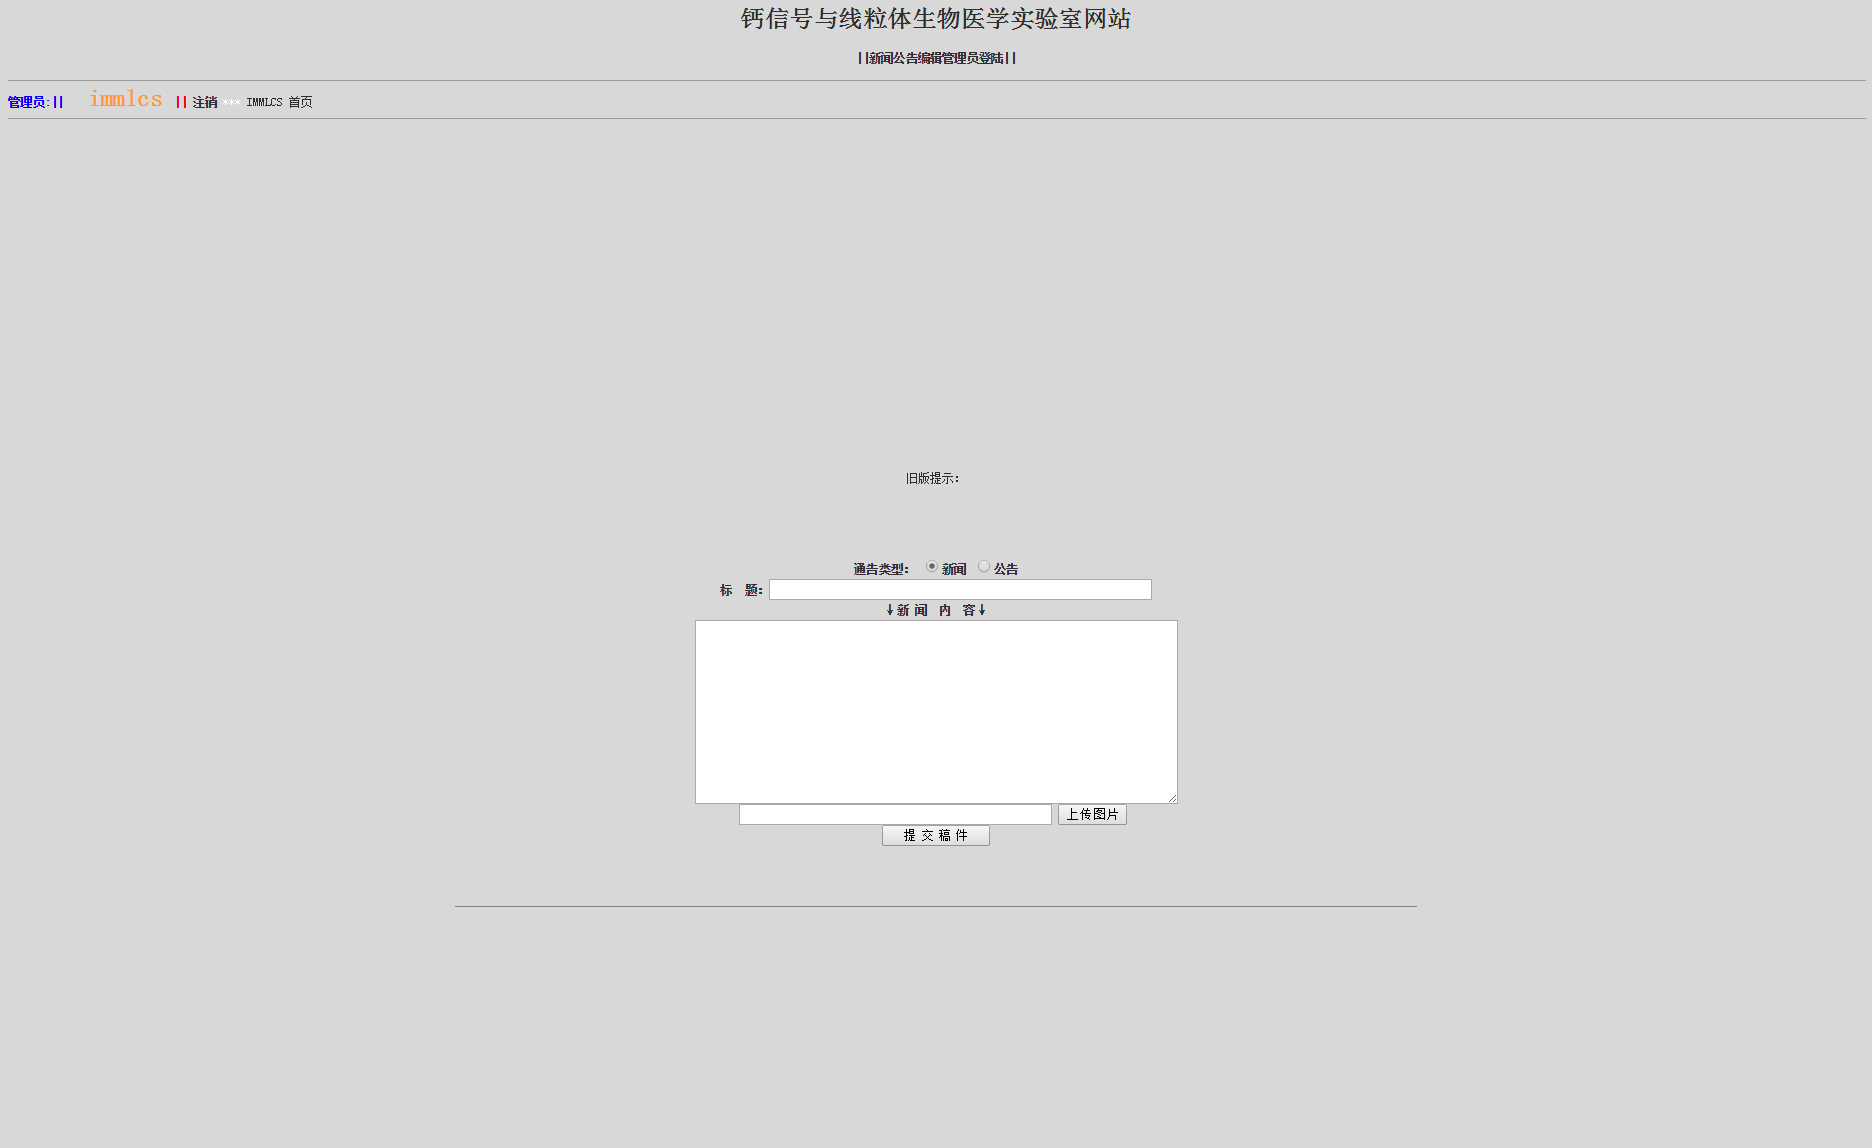 钙信号与线粒体生物医学实验室网站
||新闻公告编辑管理员登陆||
管理员:|| immlcs || 注销 *** IMMLCS 首页
旧版提示:
通告类型: 新闻 公告
标 题:
↓新 闻 内 容↓
上传图片
提 交 稿 件